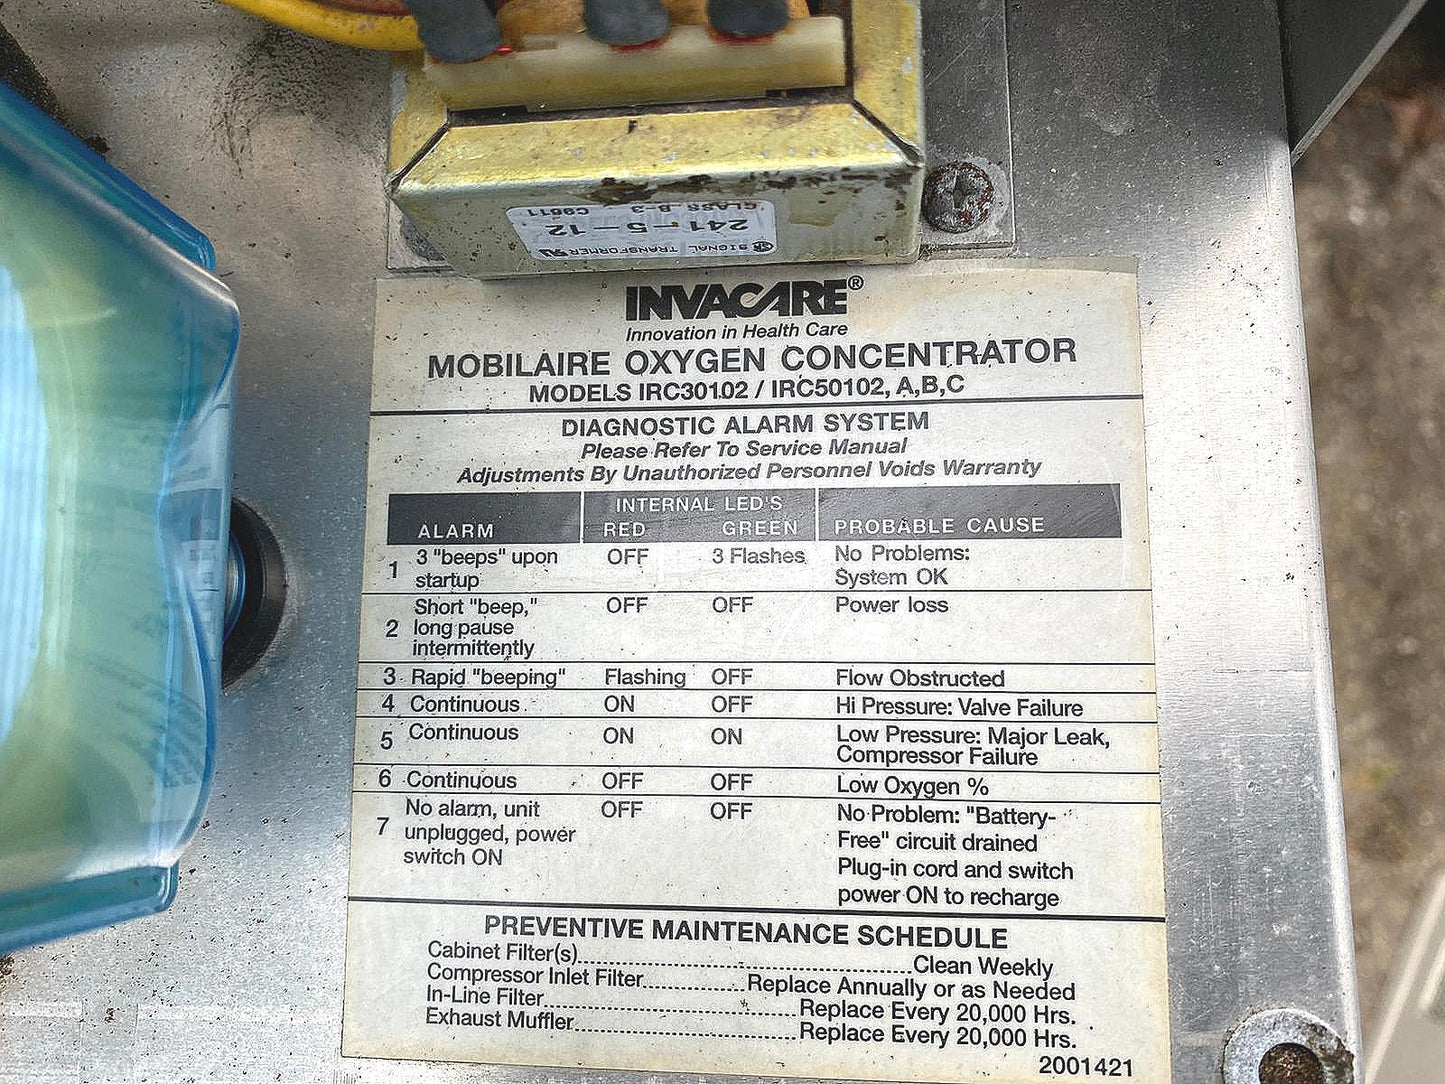 SIGNAL TRANSFORMER
241-5-12
CLASS B-3 C9611
INVACARE®
Innovation in Health Care
MOBILAIRE OXYGEN CONCENTRATOR
MODELS IRC30102 / IRC50102, A,B,C
DIAGNOSTIC ALARM SYSTEM
Please Refer To Service Manual
Adjustments By Unauthorized Personnel Voids Warranty
INTERNAL LED'S
ALARM RED GREEN PROBABLE CAUSE
1 3 "beeps" upon startup OFF 3 Flashes No Problems: System OK
2 Short "beep," long pause intermittently OFF OFF Power loss
3 Rapid "beeping" Flashing OFF Flow Obstructed
4 Continuous ON OFF Hi Pressure: Valve Failure
5 Continuous ON ON Low Pressure: Major Leak, Compressor Failure
6 Continuous OFF OFF Low Oxygen %
7 No alarm, unit unplugged, power switch ON OFF OFF No Problem: "Battery-Free" circuit drained Plug-in cord and switch power ON to recharge
PREVENTIVE MAINTENANCE SCHEDULE
Cabinet Filter(s)........Clean Weekly
Compressor Inlet Filter........Replace Annually or as Needed
In-Line Filter........Replace Every 20,000 Hrs.
Exhaust Muffler........Replace Every 20,000 Hrs.
2001421